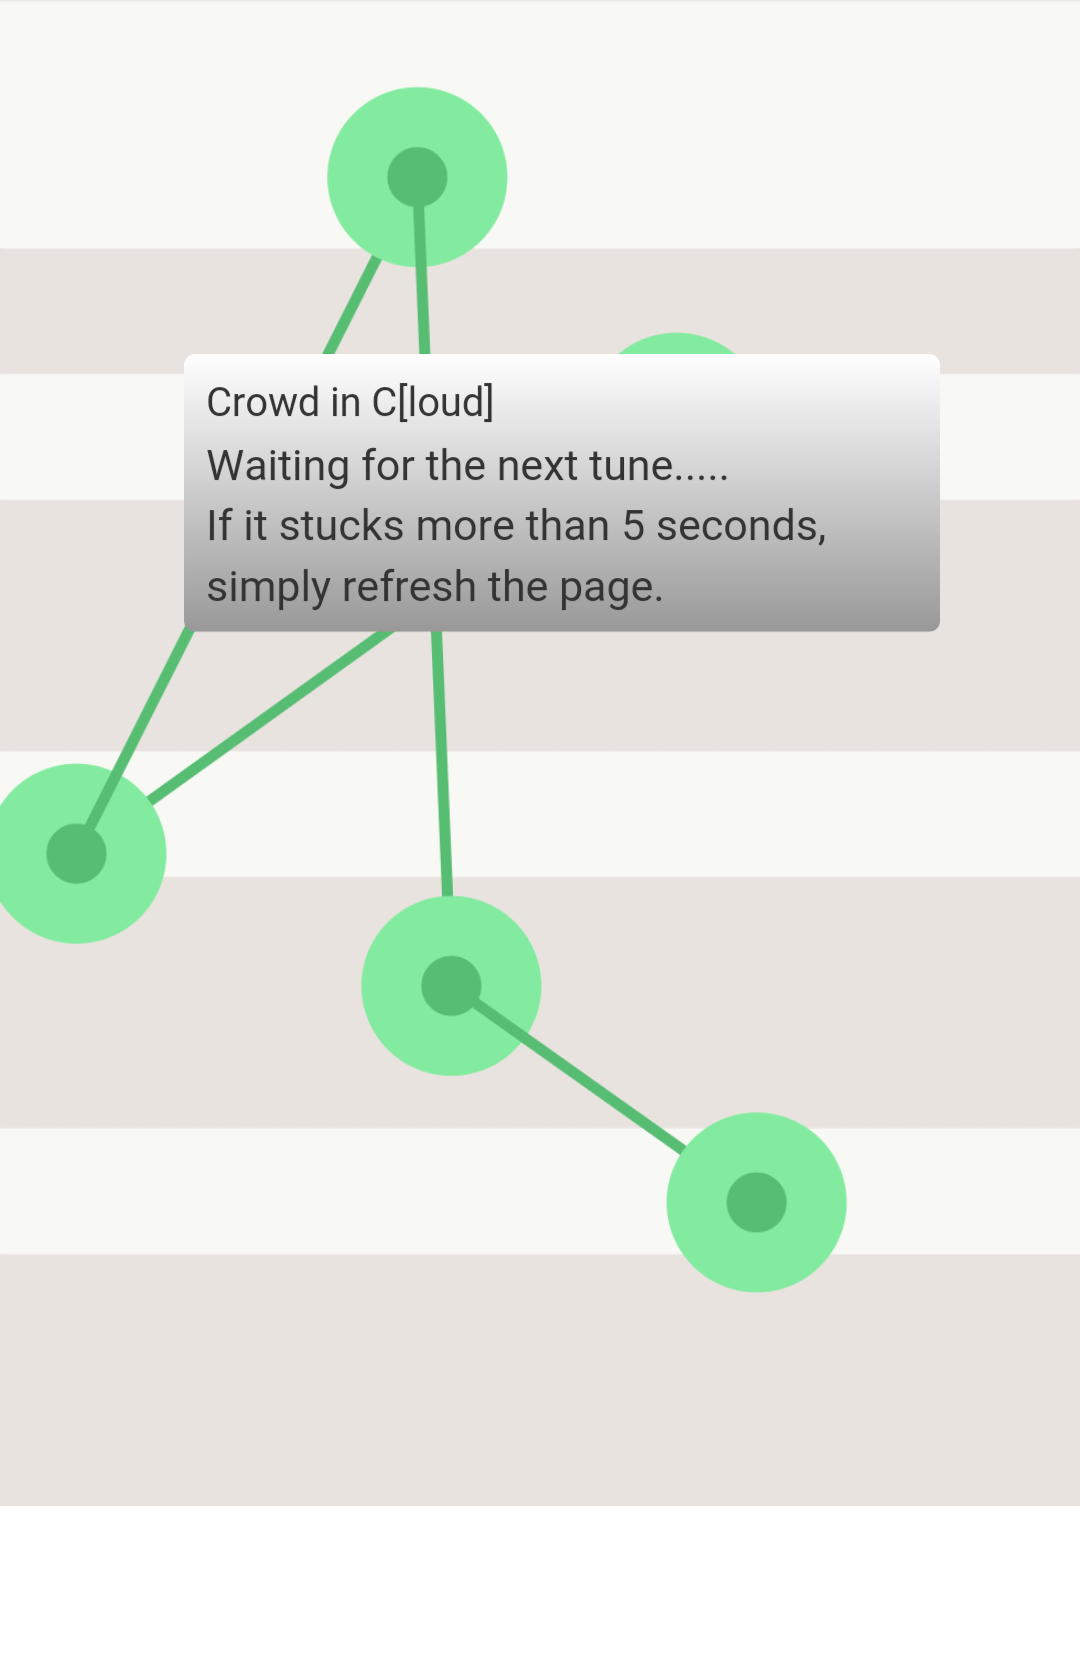 Crowd in C[loud]
Waiting for the next tune.....
If it stucks more than 5 seconds,
simply refresh the page.